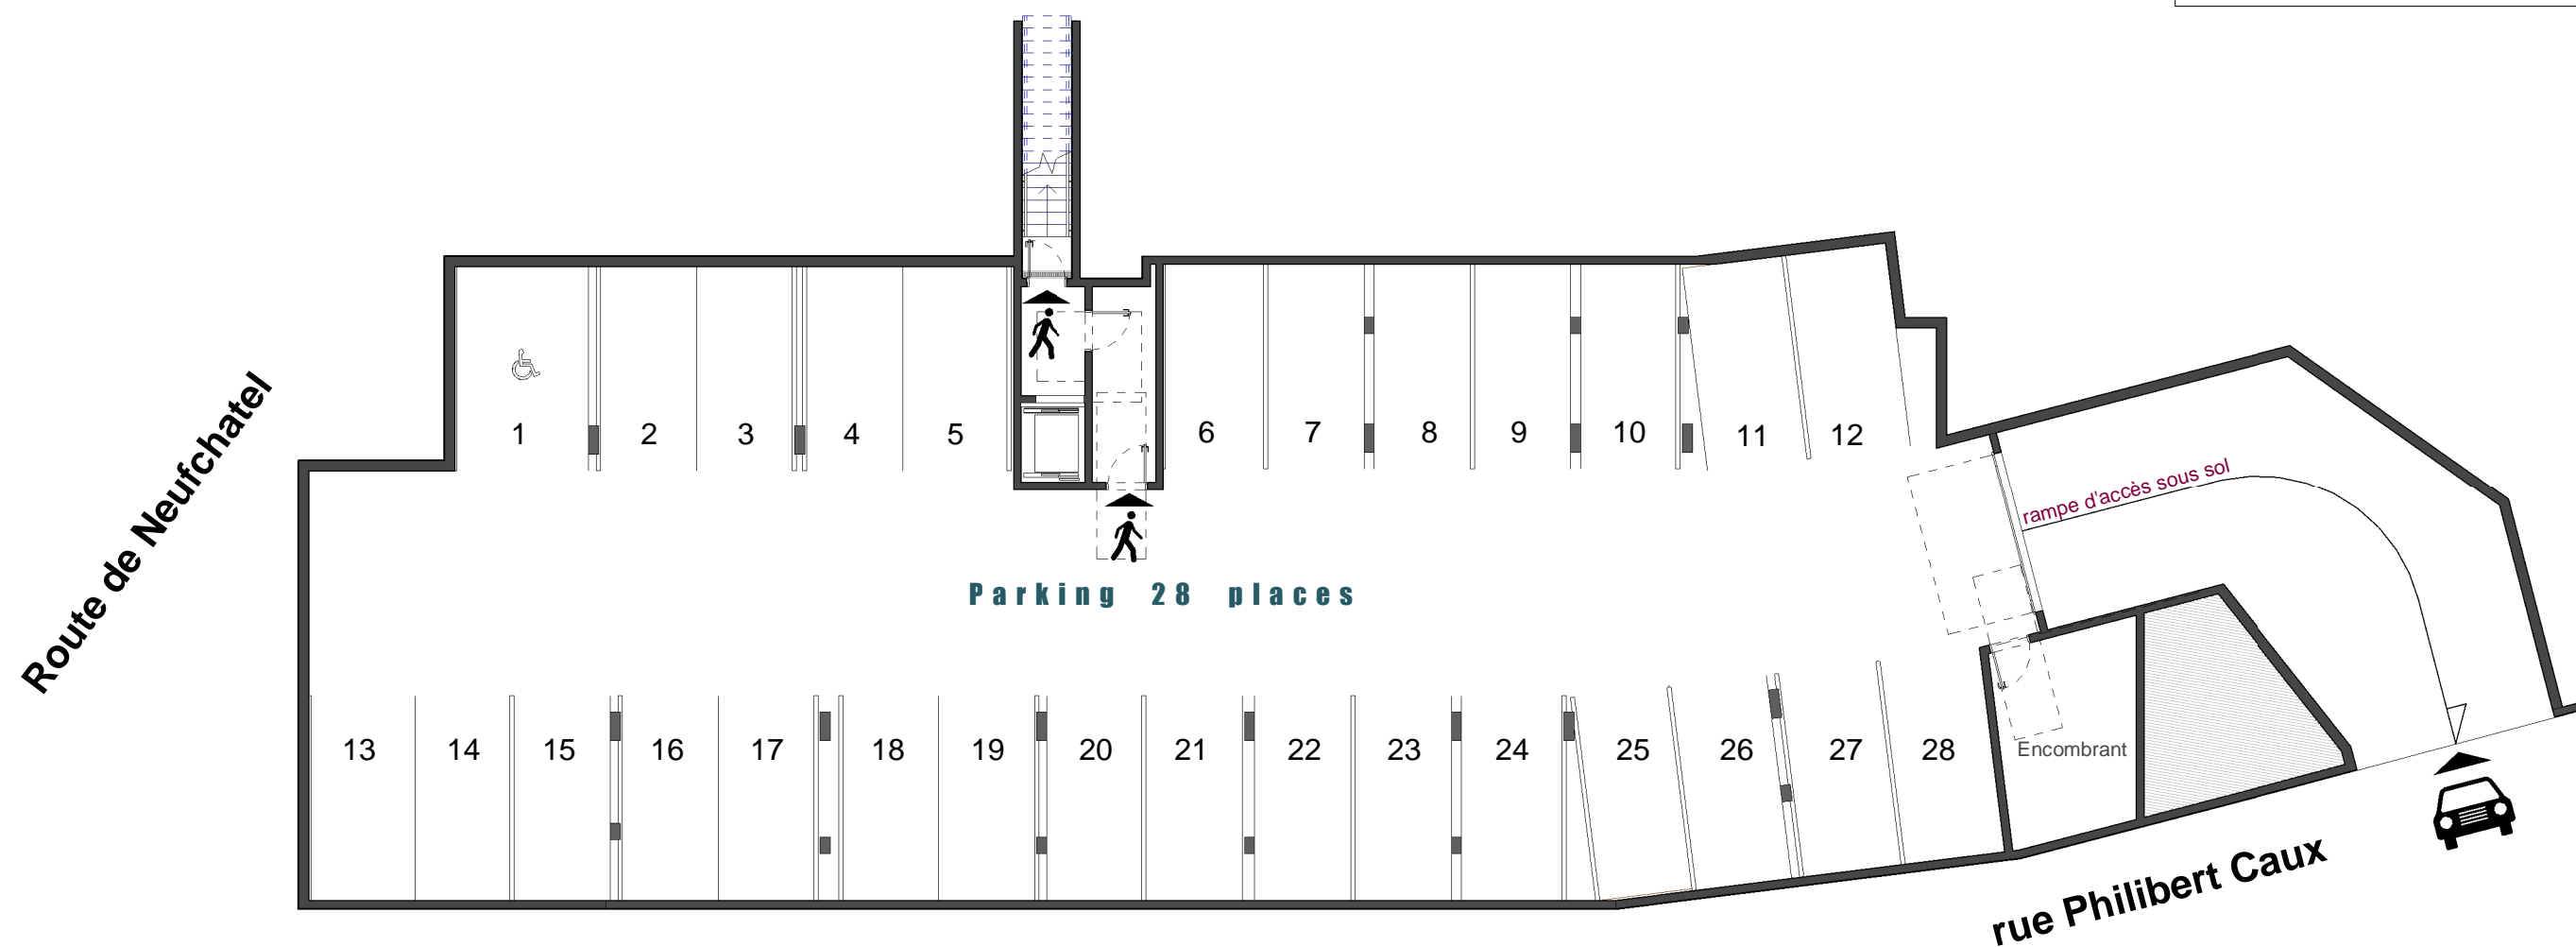 Route de Neufchatel
1 2 3 4 5 6 7 8 9 10 11 12
rampe d'accès sous sol
Parking 28 places
13 14 15 16 17 18 19 20 21 22 23 24 25 26 27 28
Encombrant
rue Philibert Caux